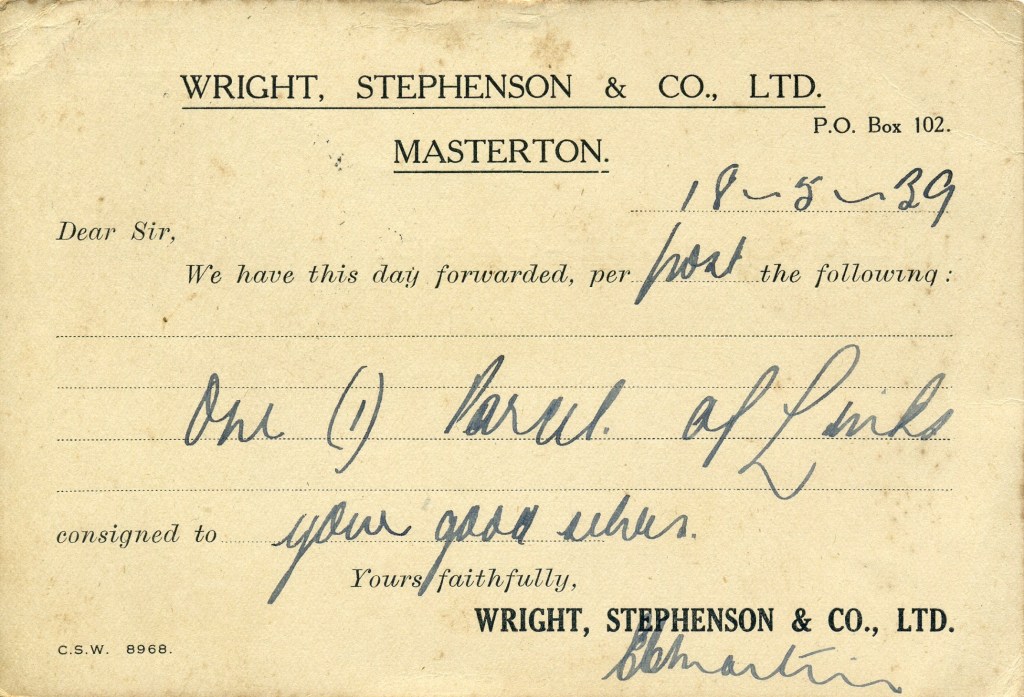 WRIGHT, STEPHENSON & CO., LTD.
P.O. Box 102.
MASTERTON.
18 - 5 - 39
Dear Sir,
We have this day forwarded, per post the following:
One (1) Parcel. of Links
consigned to your good selves.
Yours faithfully,
WRIGHT, STEPHENSON & CO., LTD.
C.S.W. 8968.
Martin